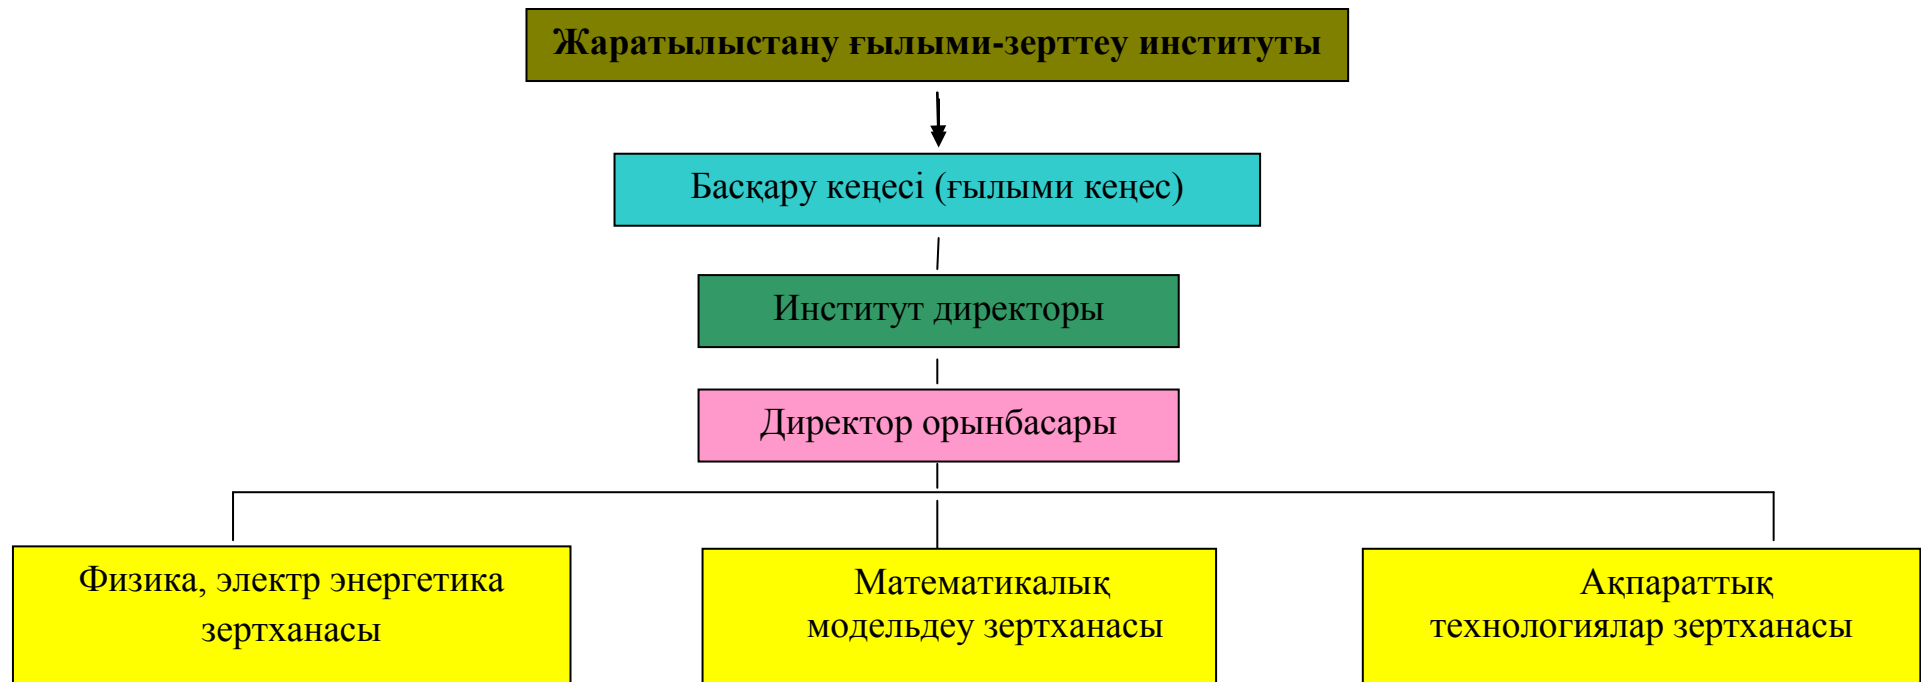 Жаратылыстану ғылыми-зерттеу институты
Басқару кеңесі (ғылыми кеңес)
Институт директоры
Директор орынбасары
Физика, электр энергетика
зертханасы
Математикалық
модельдеу зертханасы
Ақпараттық
технологиялар зертханасы